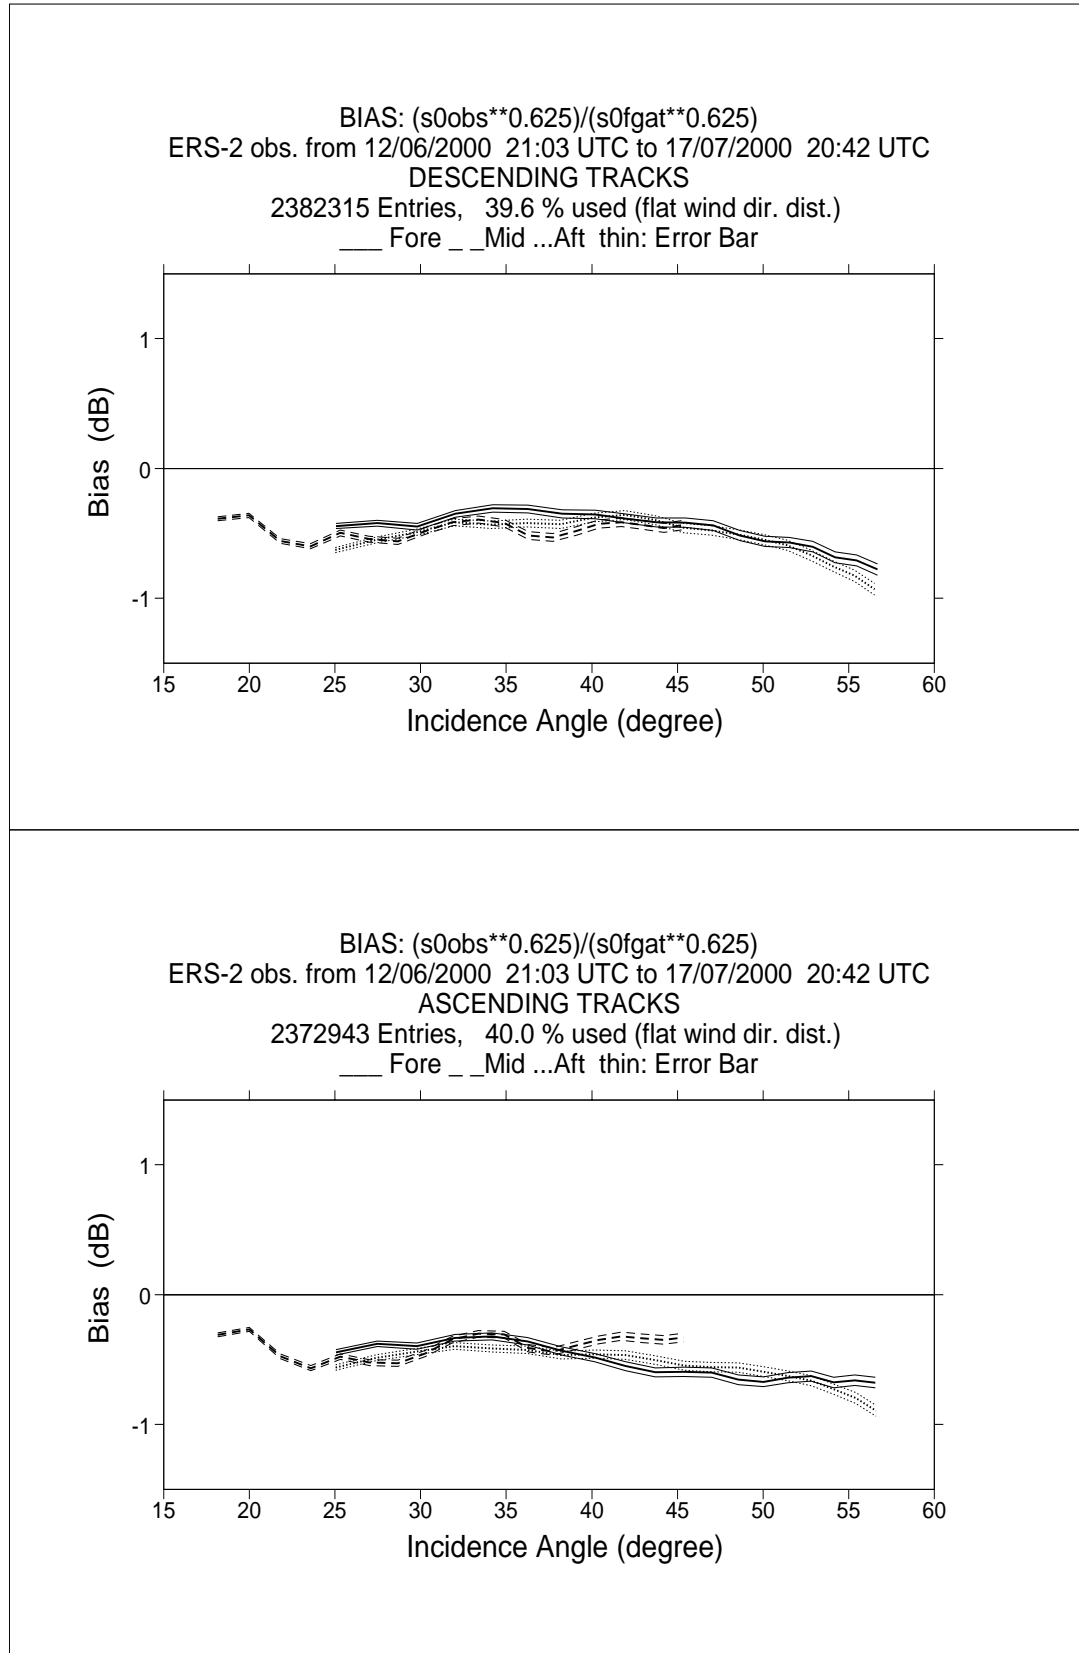 BIAS: (s0obs**0.625)/(s0fgat**0.625)
ERS-2 obs. from 12/06/2000  21:03 UTC to 17/07/2000  20:42 UTC
DESCENDING TRACKS
2382315 Entries,   39.6 % used (flat wind dir. dist.)
___ Fore _ _Mid ...Aft  thin: Error Bar
1
0
-1
Bias  (dB)
15 20 25 30 35 40 45 50 55 60
Incidence Angle (degree)
BIAS: (s0obs**0.625)/(s0fgat**0.625)
ERS-2 obs. from 12/06/2000  21:03 UTC to 17/07/2000  20:42 UTC
ASCENDING TRACKS
2372943 Entries,   40.0 % used (flat wind dir. dist.)
___ Fore _ _Mid ...Aft  thin: Error Bar
1
0
-1
Bias  (dB)
15 20 25 30 35 40 45 50 55 60
Incidence Angle (degree)